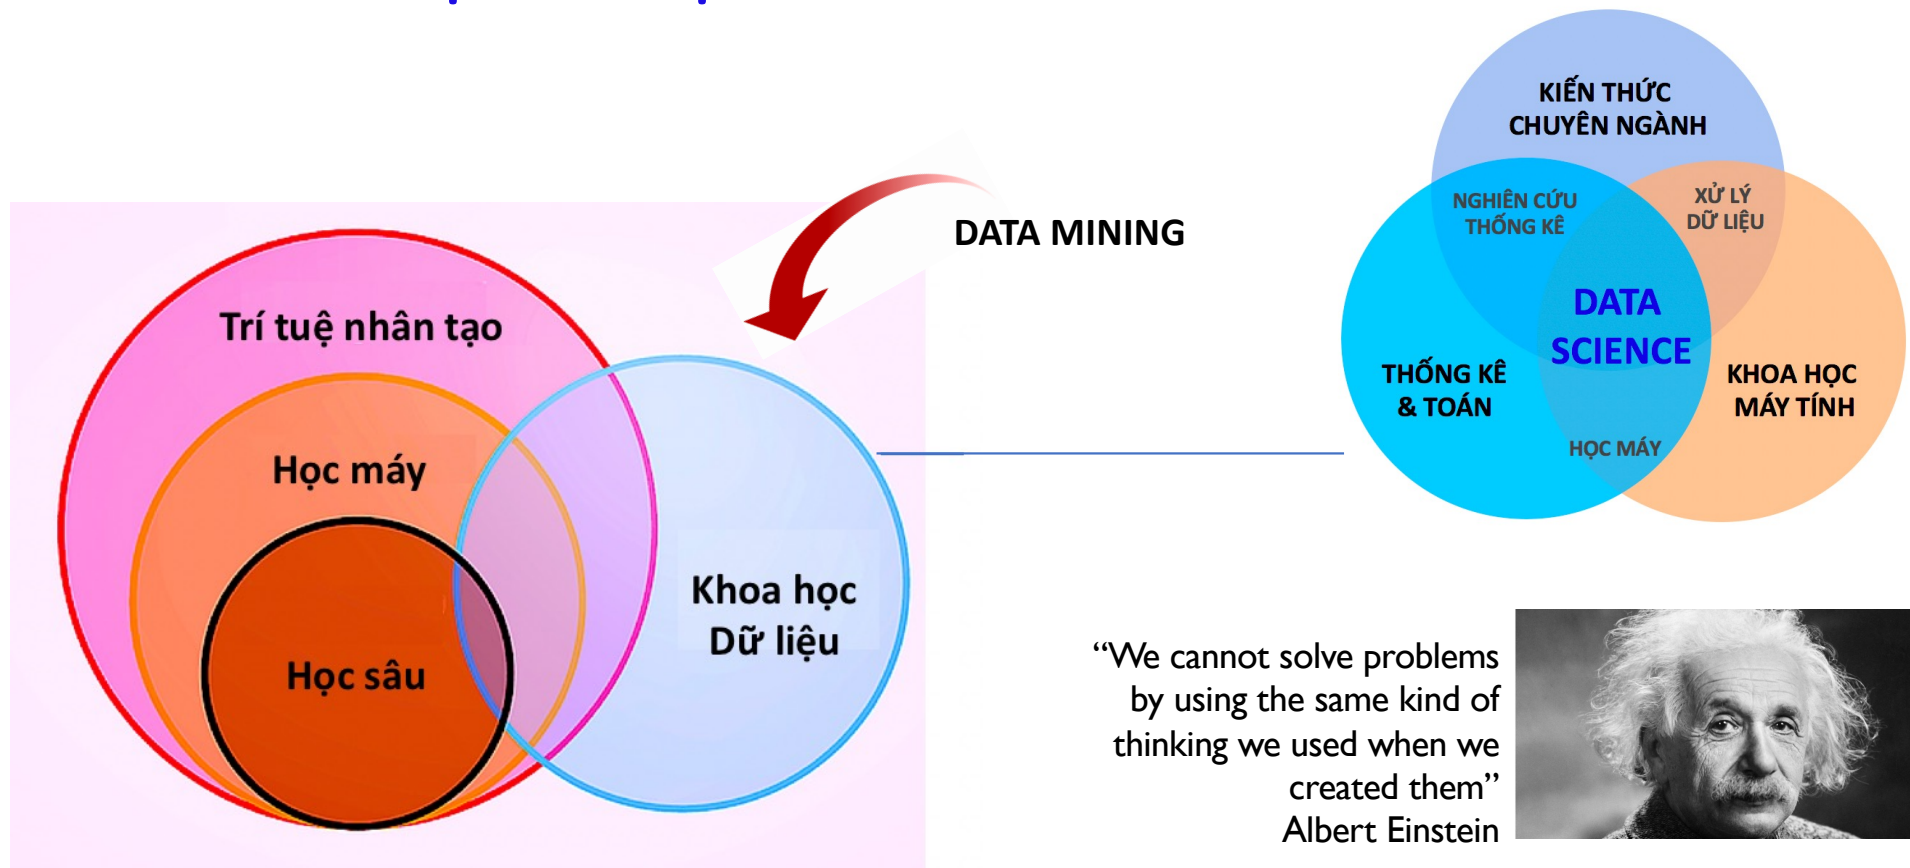 Trí tuệ nhân tạo
Học máy
Học sâu
Khoa học
Dữ liệu
DATA MINING
KIẾN THỨC
CHUYÊN NGÀNH
NGHIÊN CỨU
THỐNG KÊ
XỬ LÝ
DỮ LIỆU
DATA
SCIENCE
THỐNG KÊ
& TOÁN
KHOA HỌC
MÁY TÍNH
HỌC MÁY
“We cannot solve problems
by using the same kind of
thinking we used when we
created them”
Albert Einstein